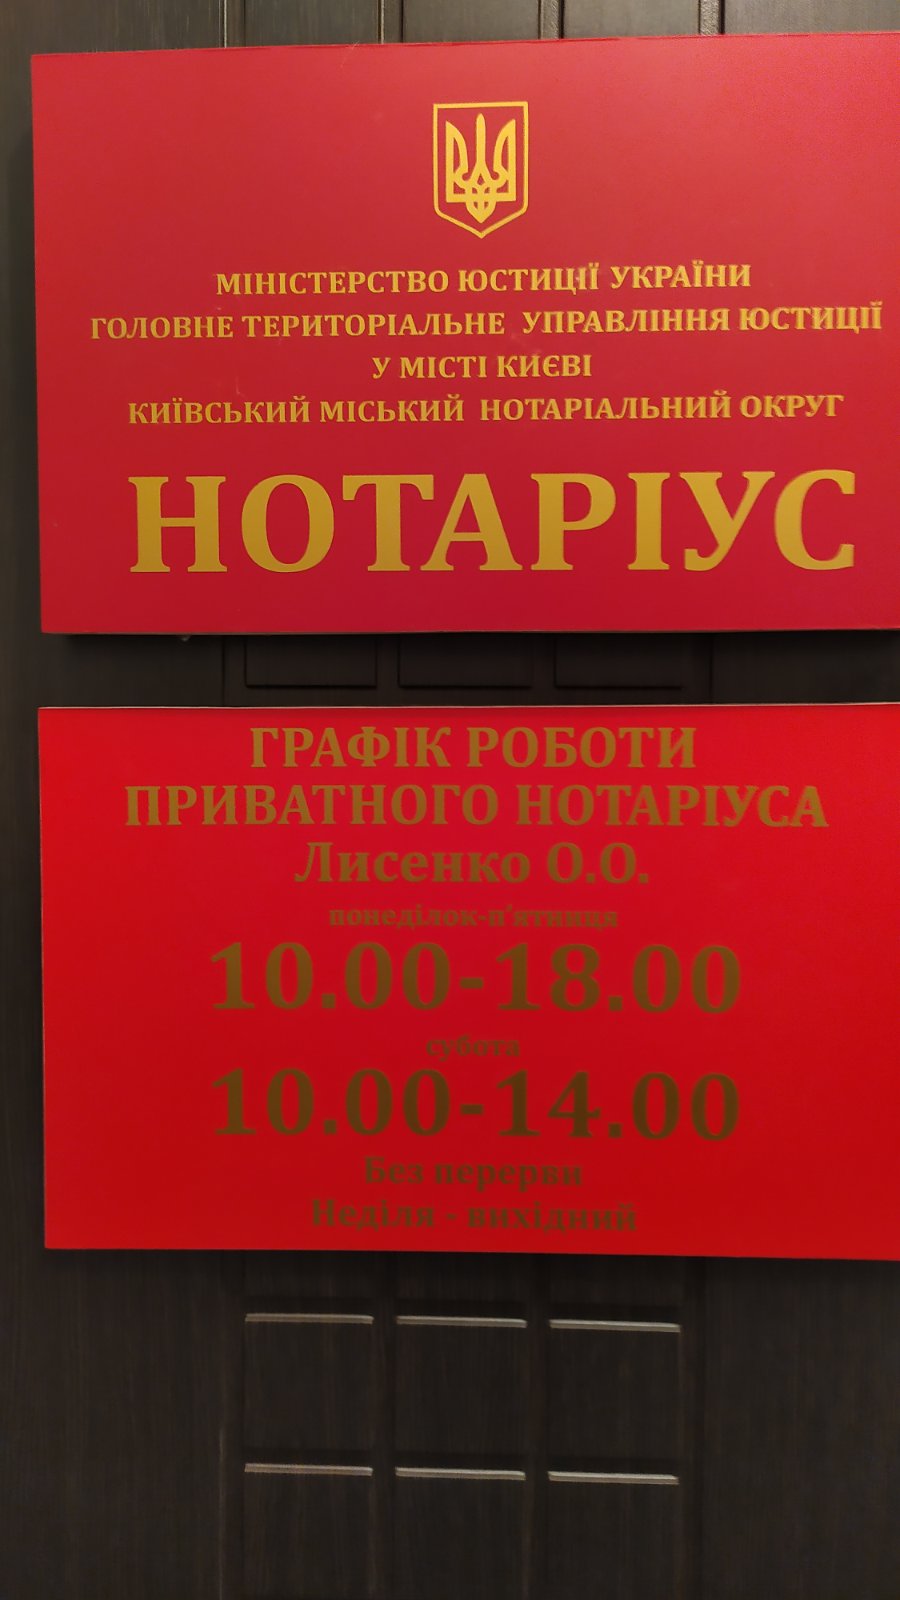 МІНІСТЕРСТВО ЮСТИЦІЇ УКРАЇНИ
ГОЛОВНЕ ТЕРИТОРІАЛЬНЕ УПРАВЛІННЯ ЮСТИЦІЇ
У МІСТІ КИЄВІ
КИЇВСЬКИЙ МІСЬКИЙ НОТАРІАЛЬНИЙ ОКРУГ
НОТАРІУС
ГРАФІК РОБОТИ
ПРИВАТНОГО НОТАРІУСА
Лисенко О.О.
понеділок-п'ятниця
10.00-18.00
субота
10.00-14.00
Без перерви
Неділя - вихідний